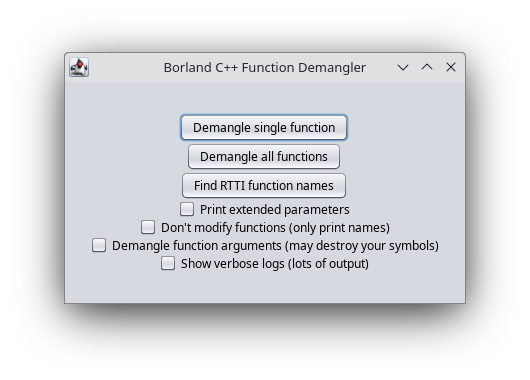 Borland C++ Function Demangler
Demangle single function
Demangle all functions
Find RTTI function names
Print extended parameters
Don't modify functions (only print names)
Demangle function arguments (may destroy your symbols)
Show verbose logs (lots of output)